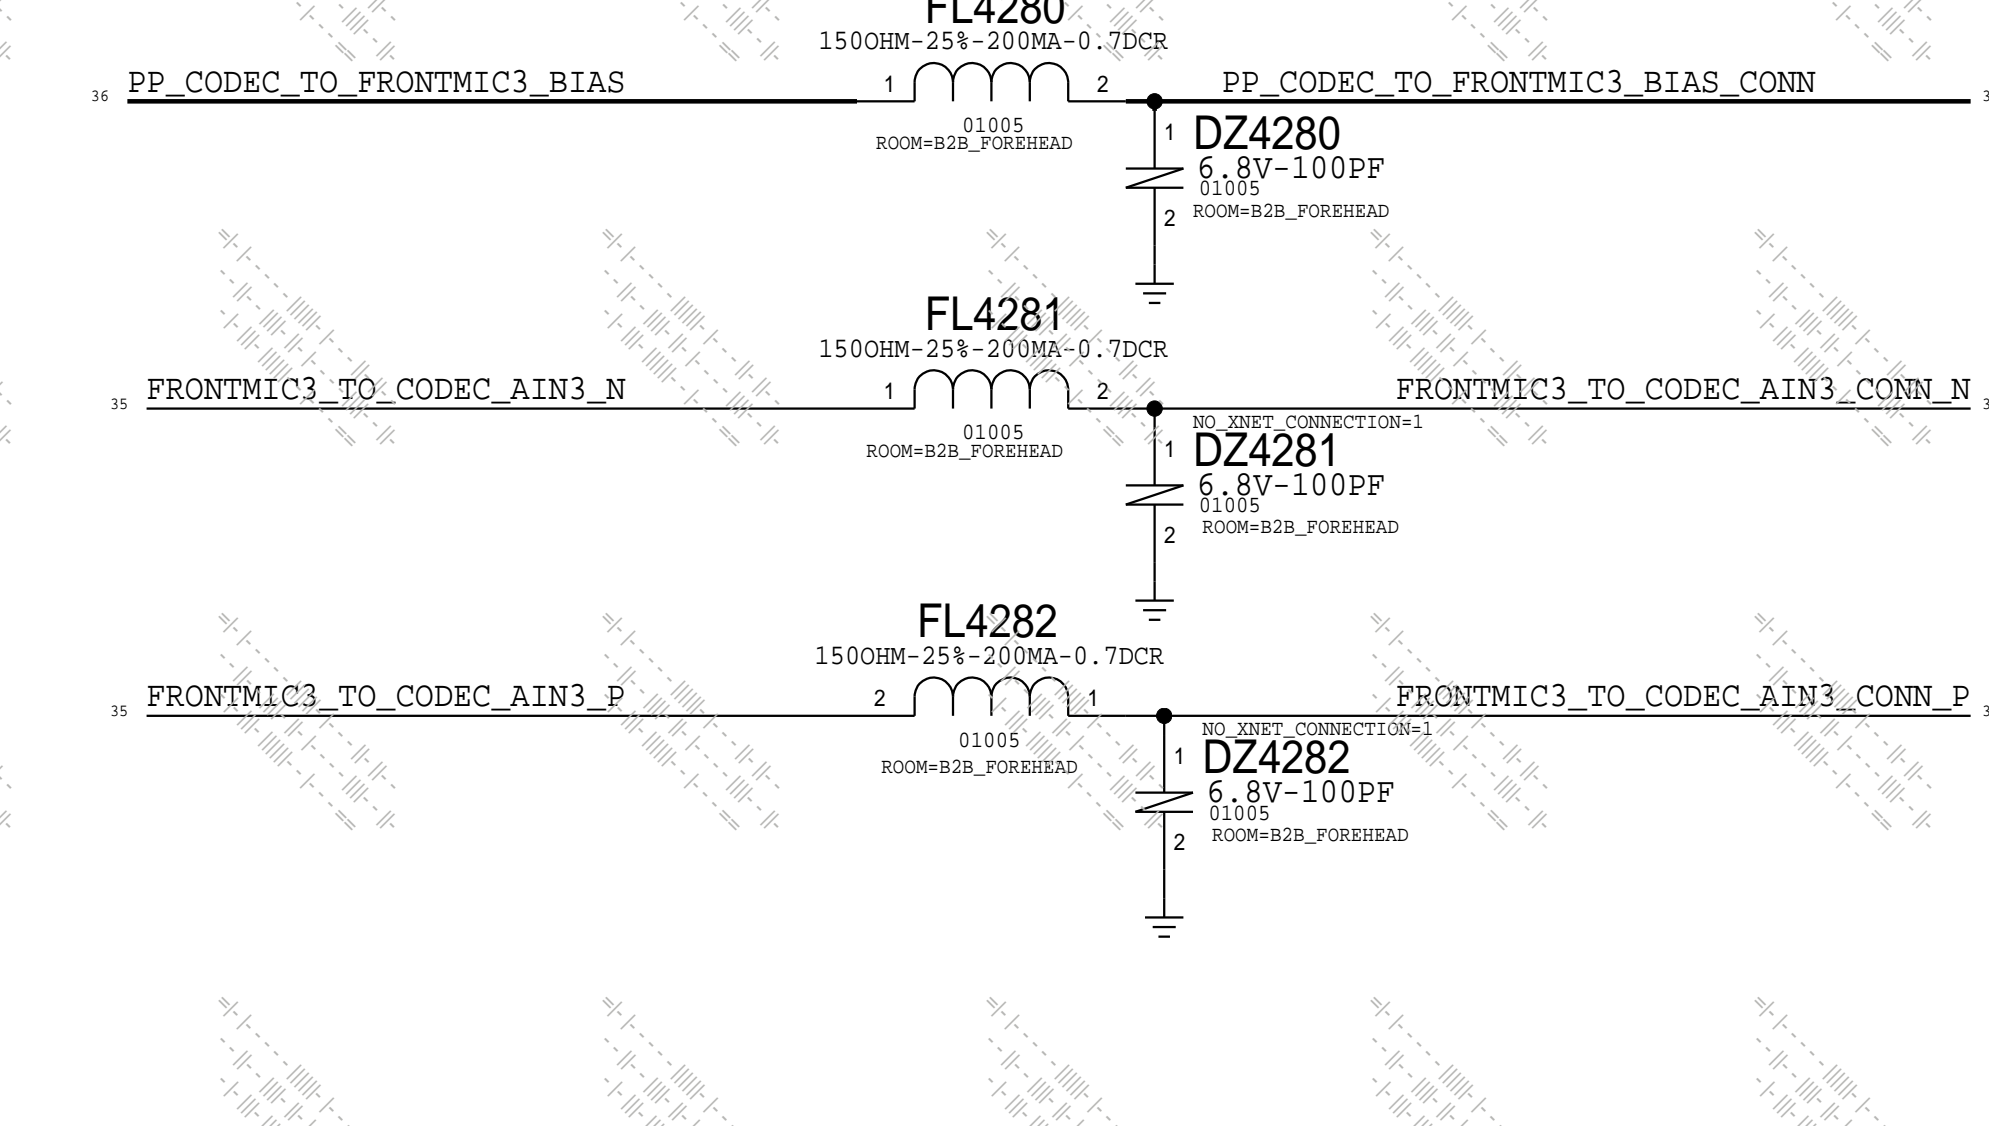 FL4280
150OHM-25%-200MA-0.7DCR
36 PP_CODEC_TO_FRONTMIC3_BIAS 1 2 PP_CODEC_TO_FRONTMIC3_BIAS_CONN
01005
ROOM=B2B_FOREHEAD
1 DZ4280
6.8V-100PF
01005
2 ROOM=B2B_FOREHEAD
FL4281
150OHM-25%-200MA-0.7DCR
35 FRONTMIC3_TO_CODEC_AIN3_N 1 2 FRONTMIC3_TO_CODEC_AIN3_CONN_N
NO_XNET_CONNECTION=1
01005
ROOM=B2B_FOREHEAD
1 DZ4281
6.8V-100PF
01005
2 ROOM=B2B_FOREHEAD
FL4282
150OHM-25%-200MA-0.7DCR
35 FRONTMIC3_TO_CODEC_AIN3_P 2 1 FRONTMIC3_TO_CODEC_AIN3_CONN_P
NO_XNET_CONNECTION=1
01005
ROOM=B2B_FOREHEAD
1 DZ4282
6.8V-100PF
01005
2 ROOM=B2B_FOREHEAD